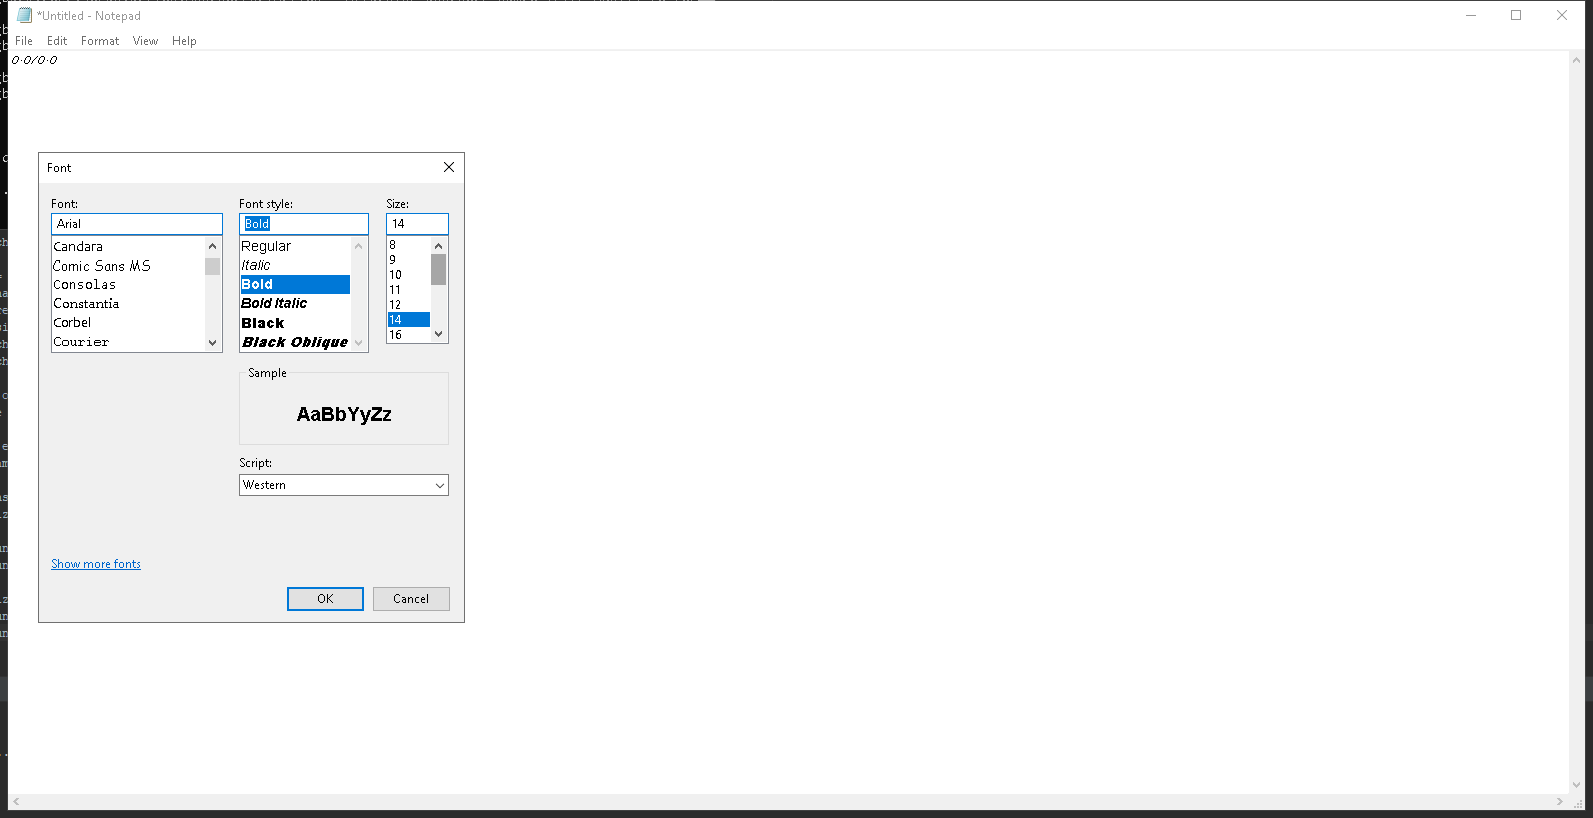 *Untitled - Notepad
File Edit Format View Help
0-0/0-0
Font
Font: Font style: Size:
Arial Bold 14
Candara
Comic Sans MS
Consolas
Constantia
Corbel
Courier
Regular
Italic
Bold
Bold Italic
Black
Black Oblique
8
9
10
11
12
14
16
Sample
AaBbYyZz
Script:
Western
Show more fonts
OK Cancel